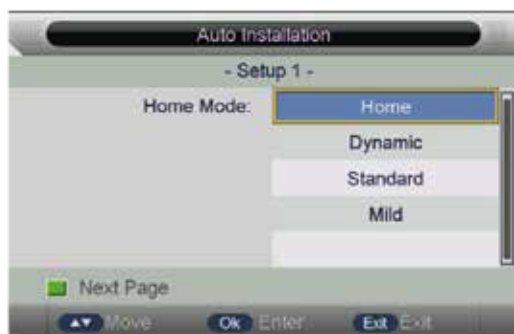 Auto Installation
- Setup 1 -
Home Mode: Home
Dynamic
Standard
Mild
Next Page
▲▼ Move Ok Enter Exit Exit